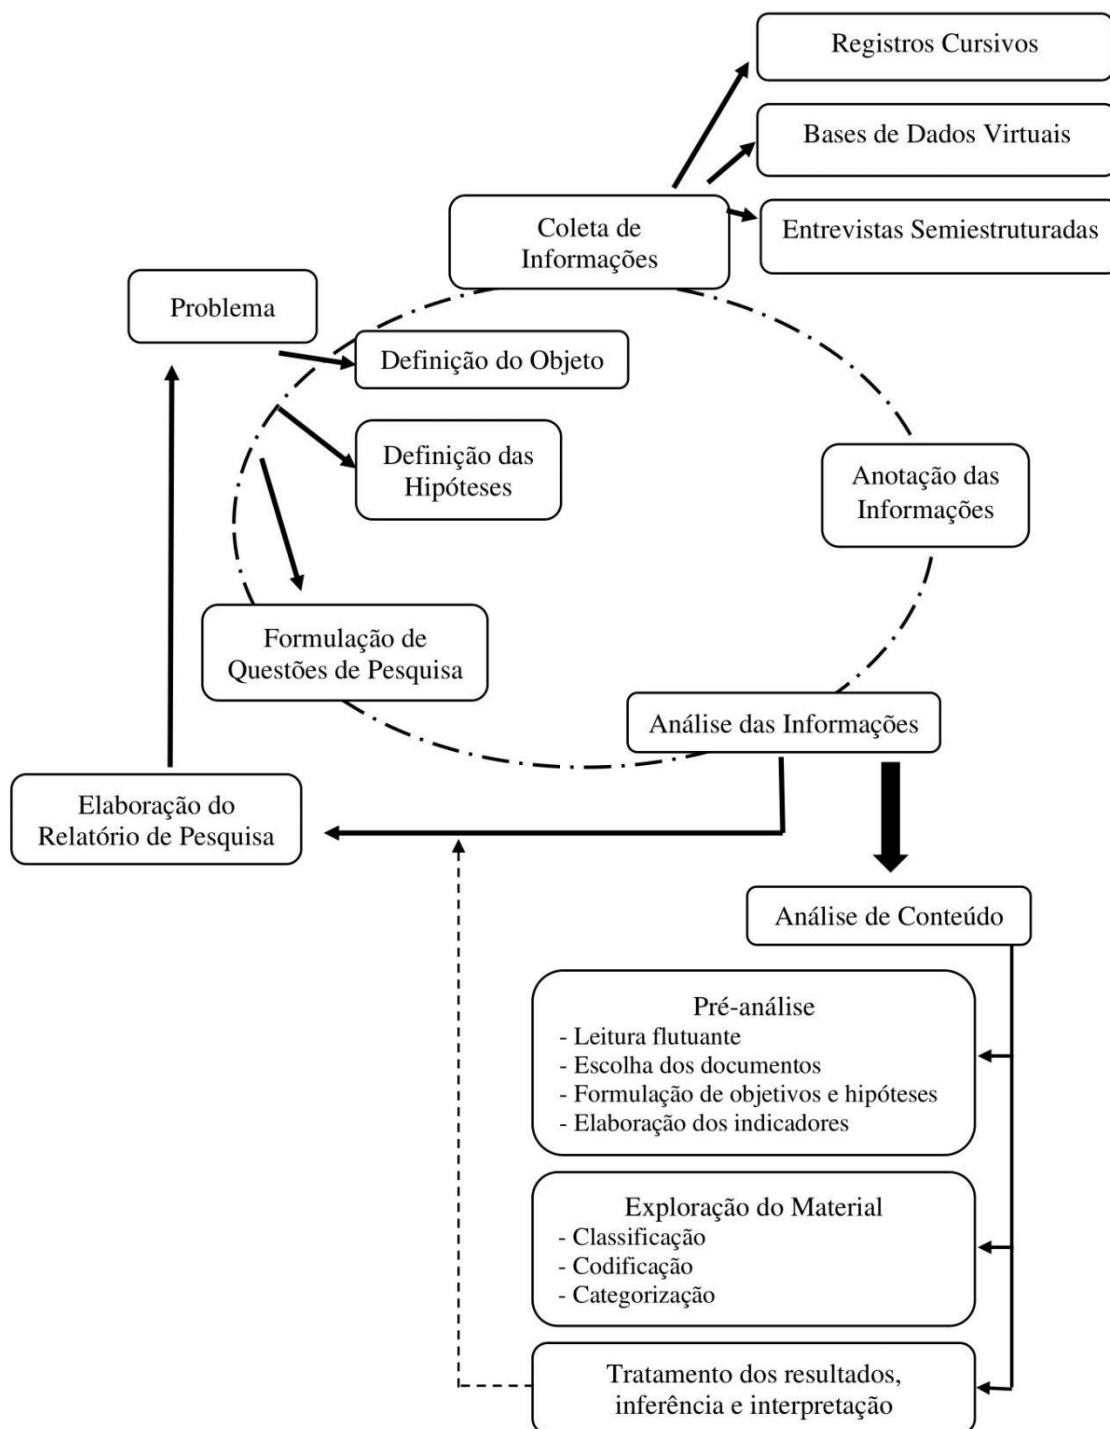 Registros Cursivos
Bases de Dados Virtuais
Coleta de
Informações
Entrevistas Semiestruturadas
Problema
Definição do Objeto
Definição das
Hipóteses
Anotação das
Informações
Formulação de
Questões de Pesquisa
Análise das Informações
Elaboração do
Relatório de Pesquisa
Análise de Conteúdo
Pré-análise
- Leitura flutuante
- Escolha dos documentos
- Formulação de objetivos e hipóteses
- Elaboração dos indicadores
Exploração do Material
- Classificação
- Codificação
- Categorização
Tratamento dos resultados,
inferência e interpretação